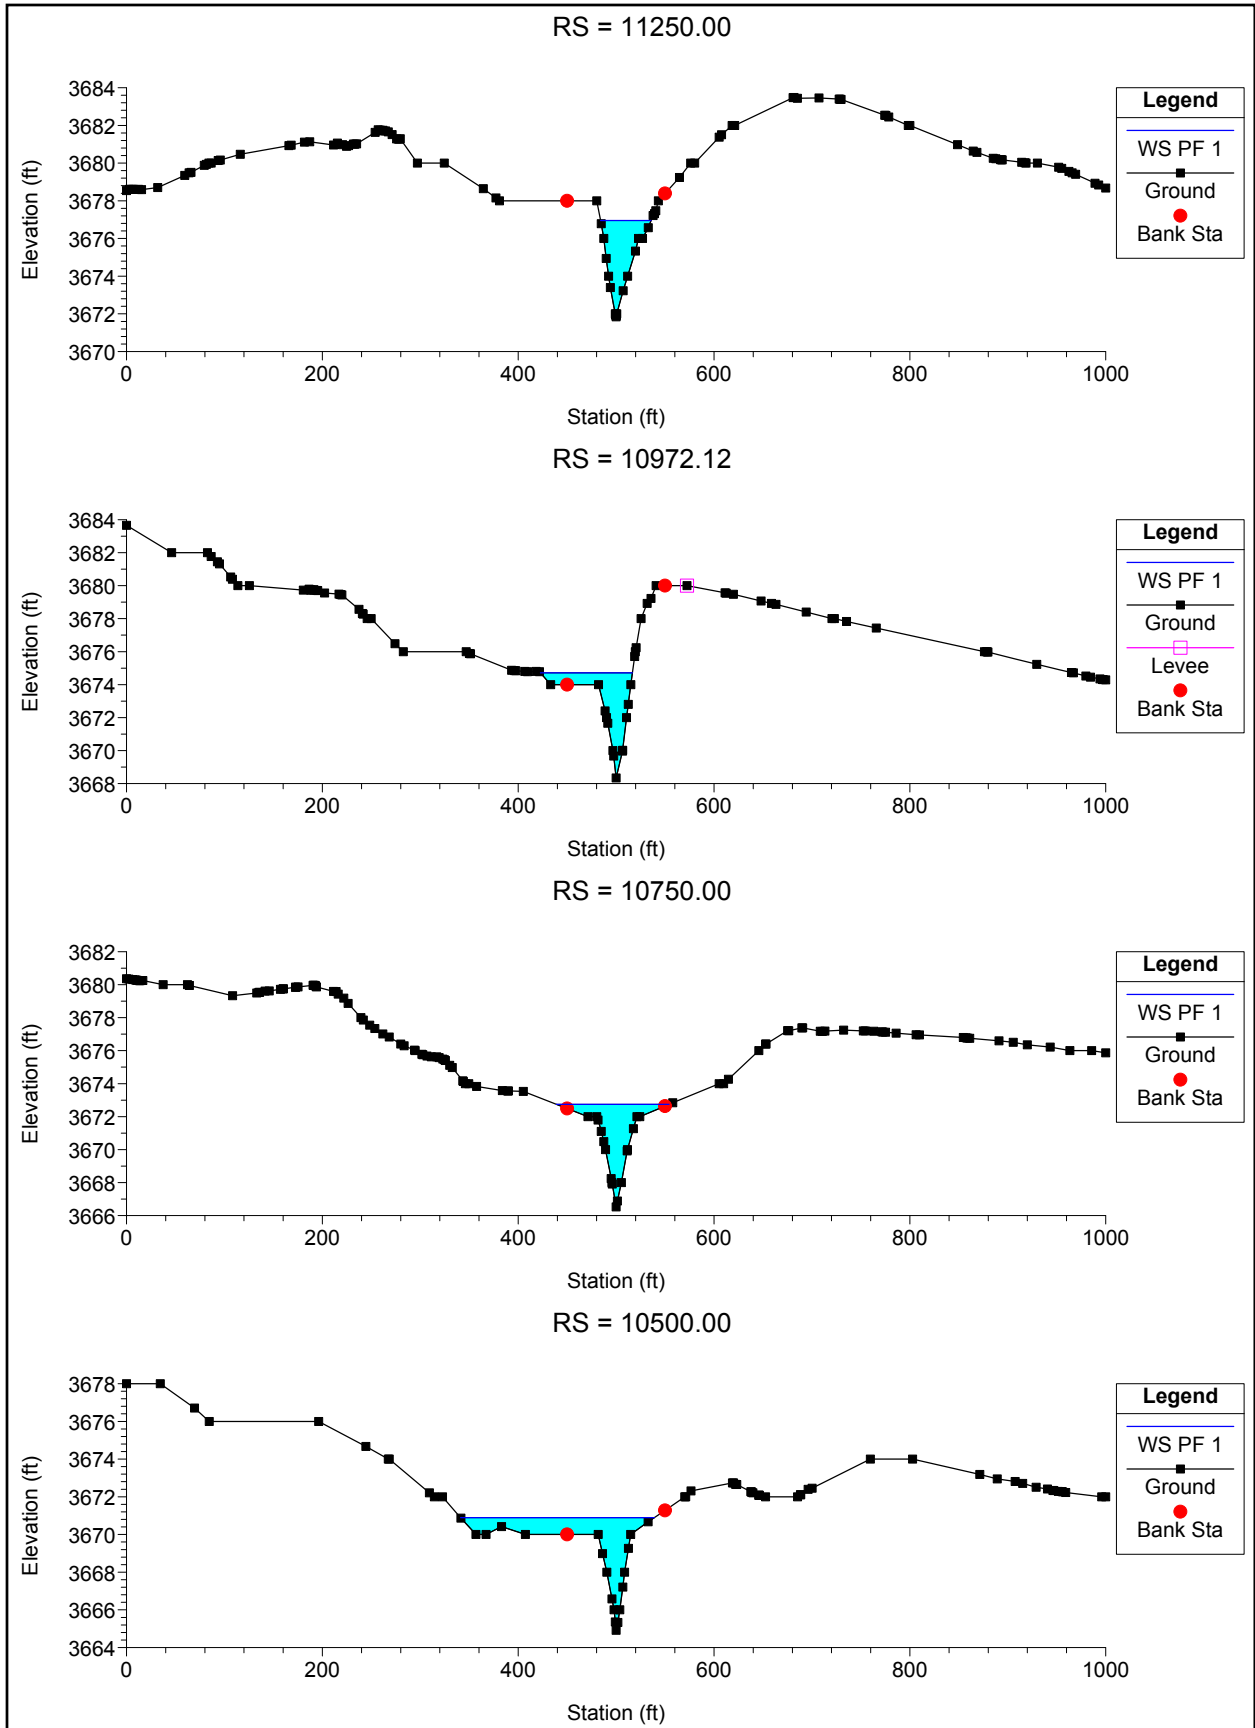 RS = 11250.00
3684
3682
3680
3678
3676
3674
3672
3670
Elevation (ft)
0 200 400 600 800 1000
Station (ft)
Legend
WS PF 1
Ground
Bank Sta
RS = 10972.12
3684
3682
3680
3678
3676
3674
3672
3670
3668
Elevation (ft)
0 200 400 600 800 1000
Station (ft)
Legend
WS PF 1
Ground
Levee
Bank Sta
RS = 10750.00
3682
3680
3678
3676
3674
3672
3670
3668
3666
Elevation (ft)
0 200 400 600 800 1000
Station (ft)
Legend
WS PF 1
Ground
Bank Sta
RS = 10500.00
3678
3676
3674
3672
3670
3668
3666
3664
Elevation (ft)
0 200 400 600 800 1000
Station (ft)
Legend
WS PF 1
Ground
Bank Sta